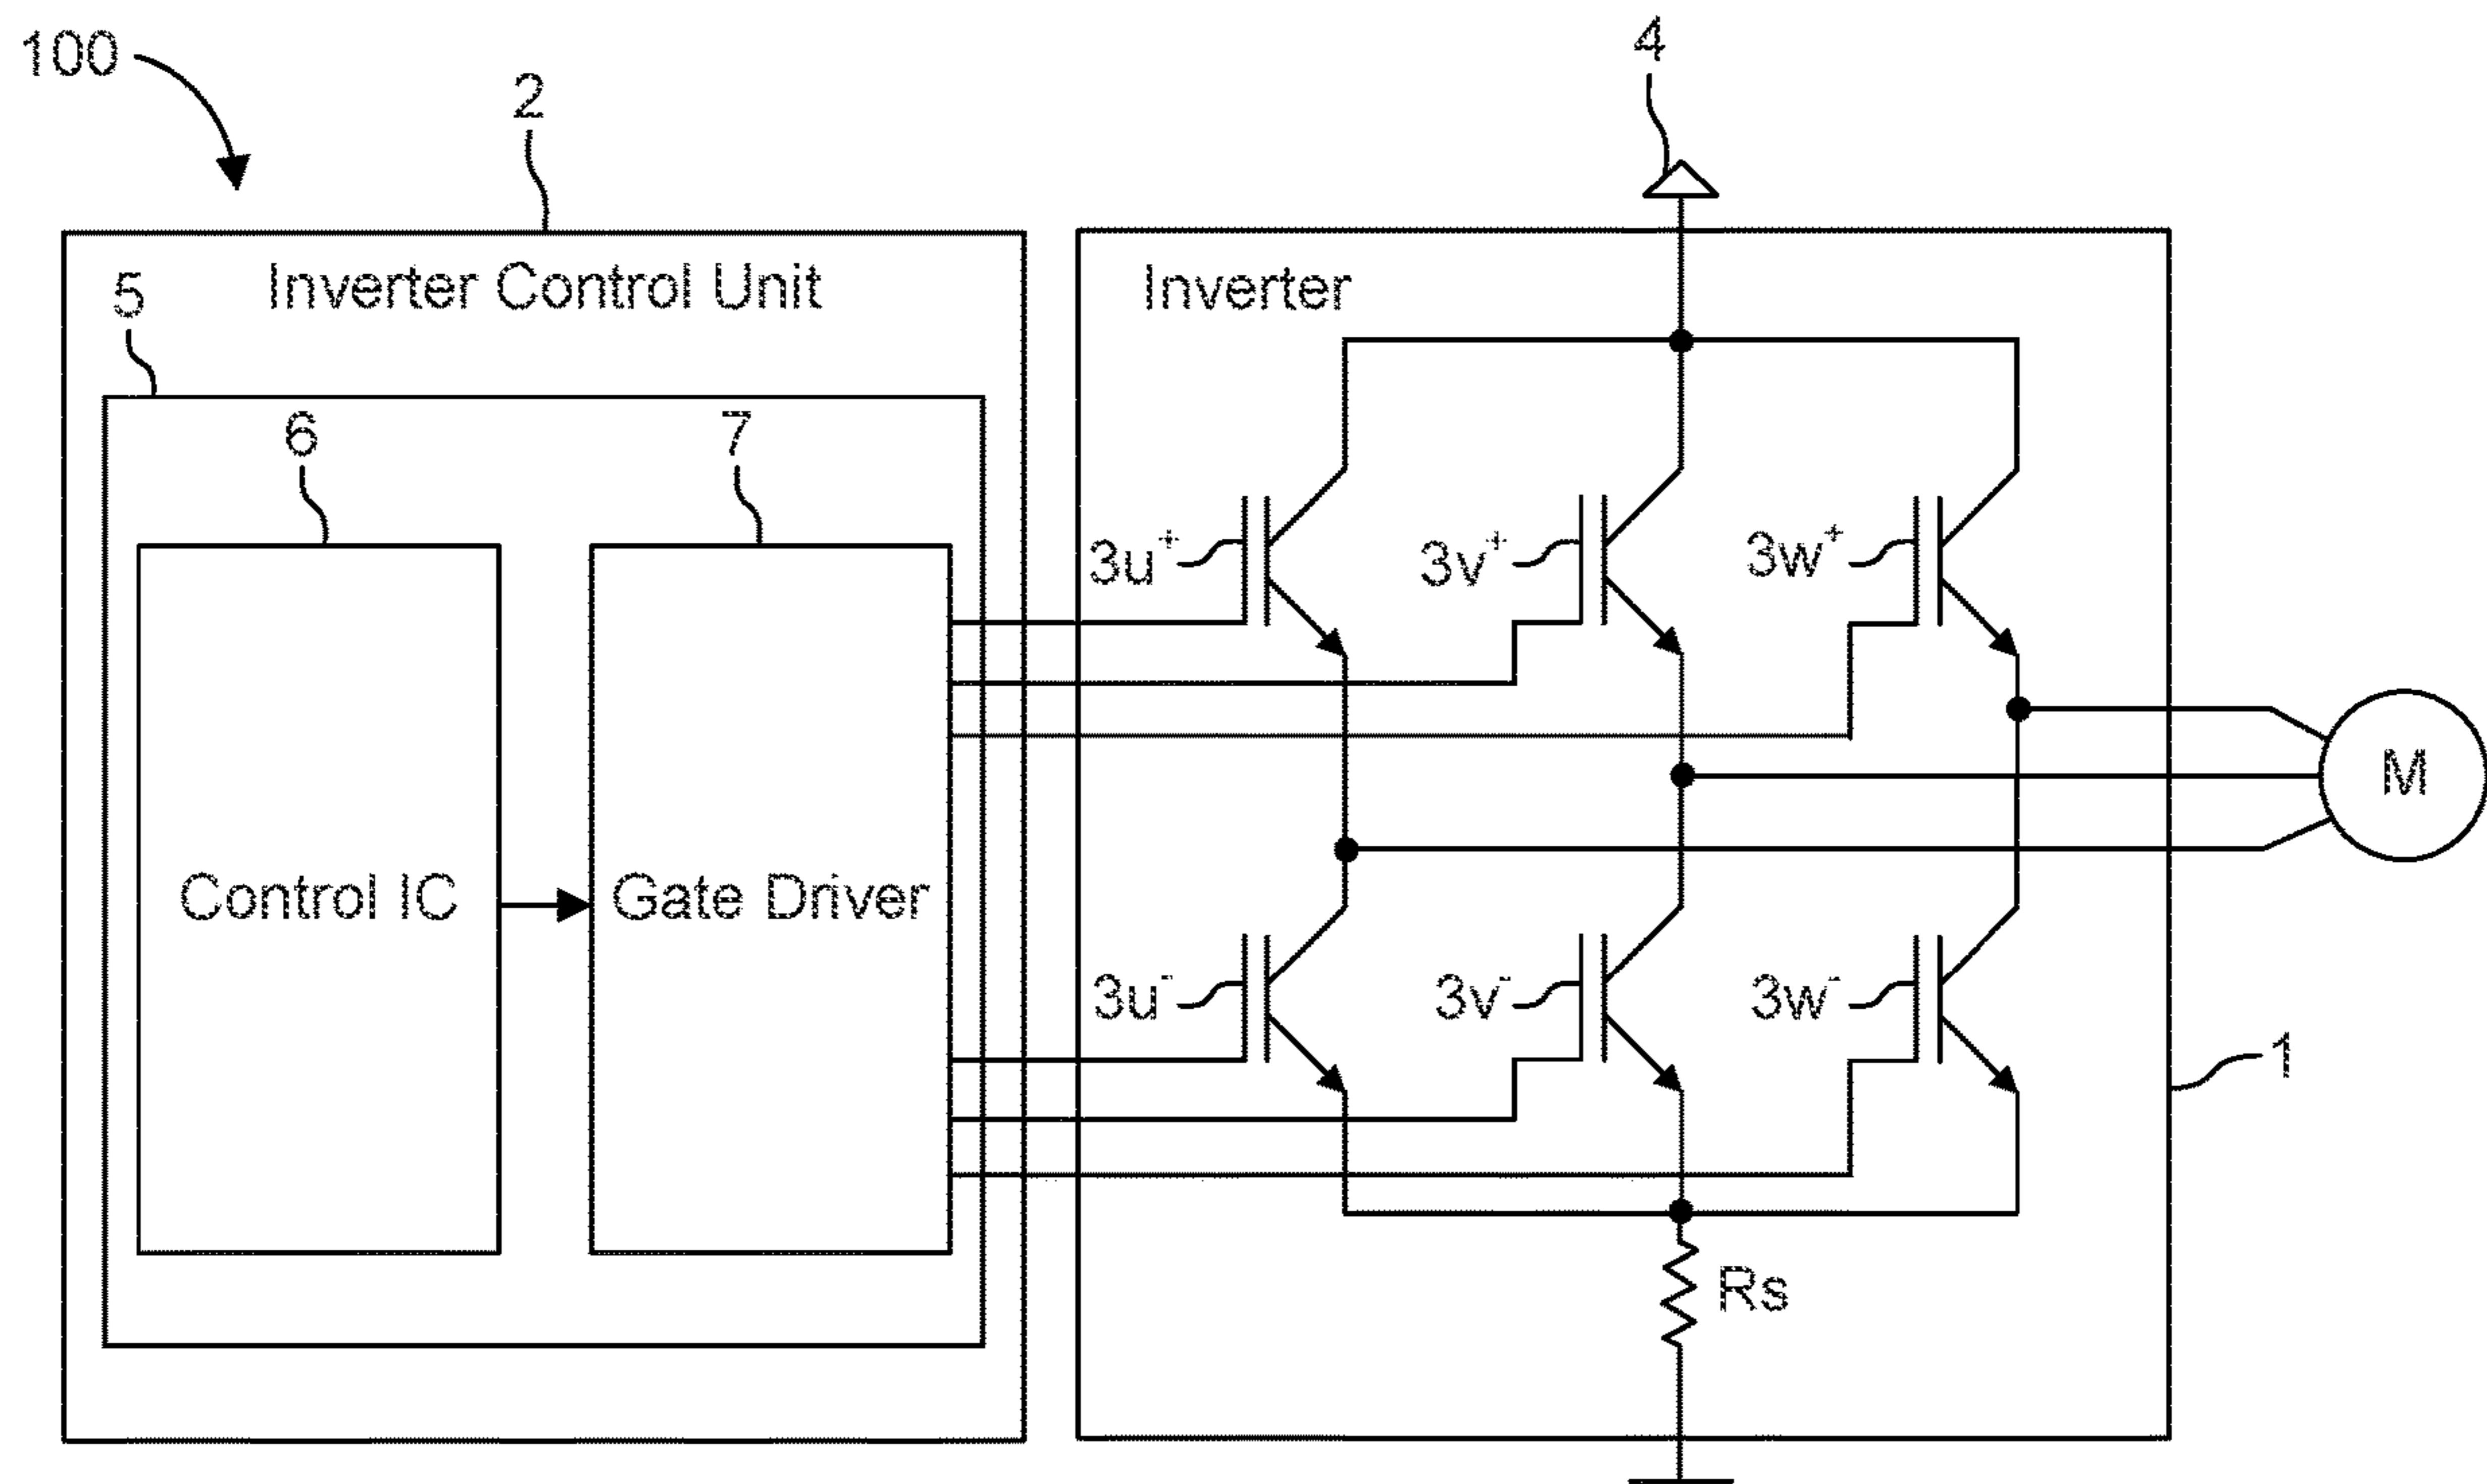 100
2
4
Inverter Control Unit
Inverter
5
6
7
3u⁺
3v⁺
3w⁺
M
Control IC
Gate Driver
3u⁻
3v⁻
3w⁻
1
Rs